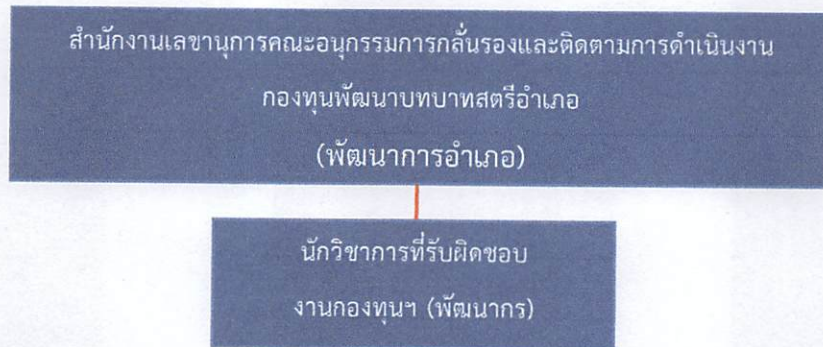 สำนักงานเลขานุการคณะอนุกรรมการกลั่นกรองและติดตามการดำเนินงาน
กองทุนพัฒนาบทบาทสตรีอำเภอ
(พัฒนาการอำเภอ)
นักวิชาการที่รับผิดชอบ
งานกองทุนฯ (พัฒนากร)